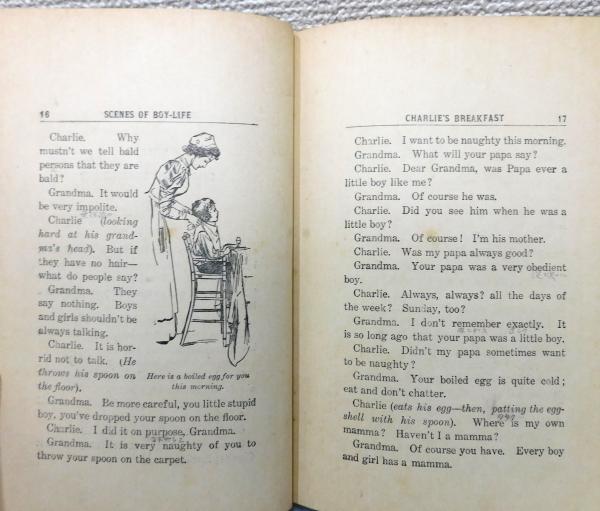 16 SCENES OF BOY-LIFE
Charlie. Why
mustn't we tell bald
persons that they are
bald?
Grandma. It would
be very impolite.
Charlie (looking
hard at his grand-
ma's head). But if
they have no hair—
what do people say?
Grandma. They
say nothing. Boys
and girls shouldn't be
always talking.
Charlie. It is hor-
rid not to talk. (He
throws his spoon on
the floor).
Here is a boiled egg for you
this morning.
Grandma. Be more careful, you little stupid
boy, you've dropped your spoon on the floor.
Charlie. I did it on purpose, Grandma.
Grandma. It is very naughty of you to
throw your spoon on the carpet.
CHARLIE'S BREAKFAST 17
Charlie. I want to be naughty this morning.
Grandma. What will your papa say?
Charlie. Dear Grandma, was Papa ever a
little boy like me?
Grandma. Of course he was.
Charlie. Did you see him when he was a
little boy?
Grandma. Of course! I'm his mother.
Charlie. Was my papa always good?
Grandma. Your papa was a very obedient
boy.
Charlie. Always, always? all the days of
the week? Sunday, too?
Grandma. I don't remember exactly. It
is so long ago that your papa was a little boy.
Charlie. Didn't my papa sometimes want
to be naughty?
Grandma. Your boiled egg is quite cold;
eat and don't chatter.
Charlie (eats his egg—then, patting the egg-
shell with his spoon). Where is my own
mamma? Haven't I a mamma?
Grandma. Of course you have. Every boy
and girl has a mamma.